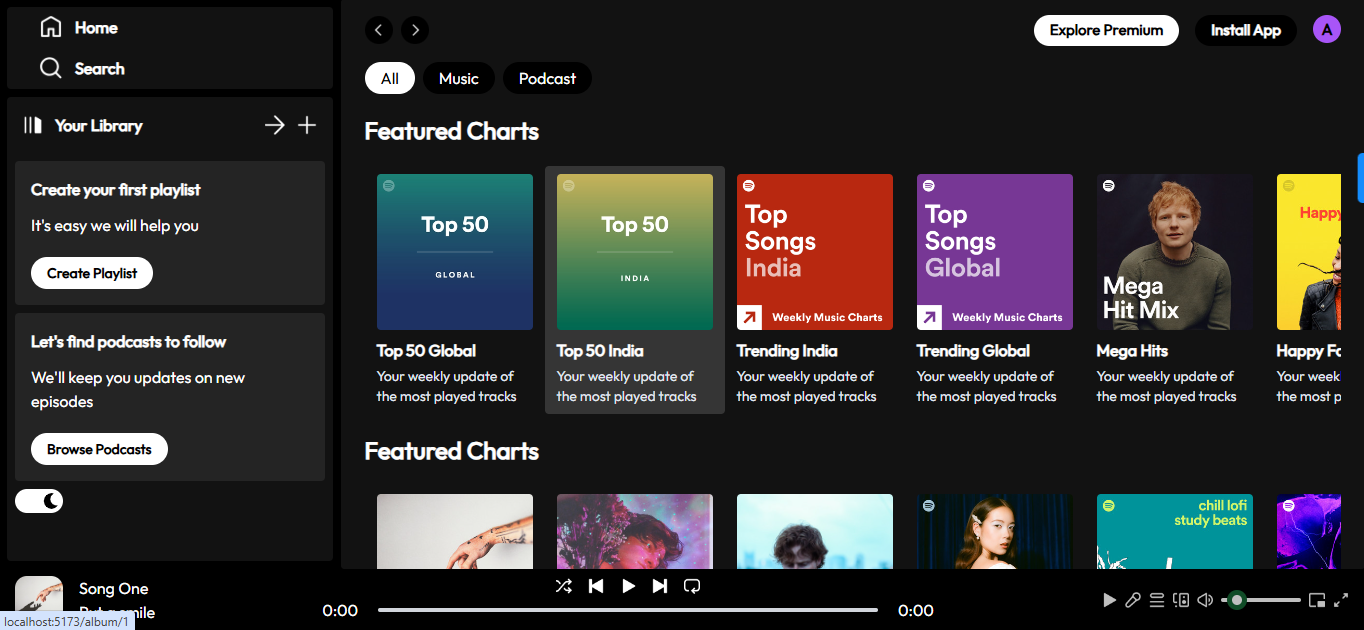 Home
Search
Your Library
Create your first playlist
It's easy we will help you
Create Playlist
Let's find podcasts to follow
We'll keep you updates on new
episodes
Browse Podcasts
Explore Premium
Install App
A
All
Music
Podcast
Featured Charts
Top 50
GLOBAL
Top 50 Global
Your weekly update of
the most played tracks
Top 50
INDIA
Top 50 India
Your weekly update of
the most played tracks
Top
Songs
India
Weekly Music Charts
Trending India
Your weekly update of
the most played tracks
Top
Songs
Global
Weekly Music Charts
Trending Global
Your weekly update of
the most played tracks
Mega
Hit Mix
Mega Hits
Your weekly update of
the most played tracks
Happy
Happy
Your
the most
Featured Charts
chill lofi
study beats
Song One
smile
0:00
0:00
localhost:5173/album/1